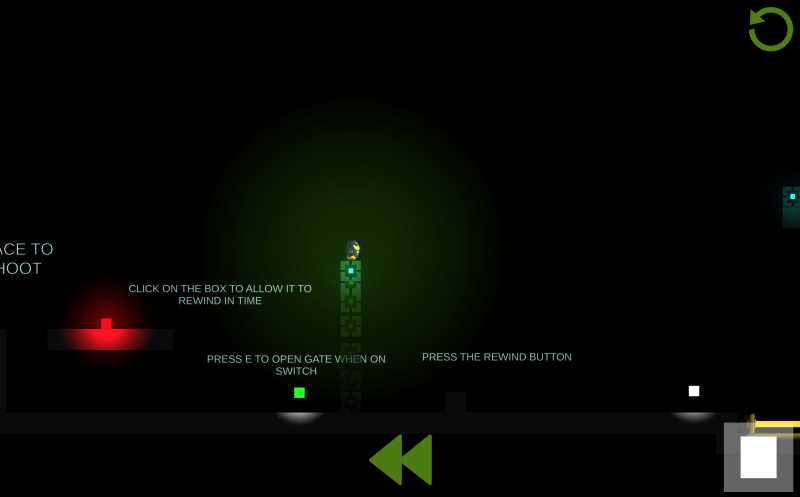 ACE TO
HOOT
CLICK ON THE BOX TO ALLOW IT TO
REWIND IN TIME
PRESS E TO OPEN GATE WHEN ON
SWITCH
PRESS THE REWIND BUTTON